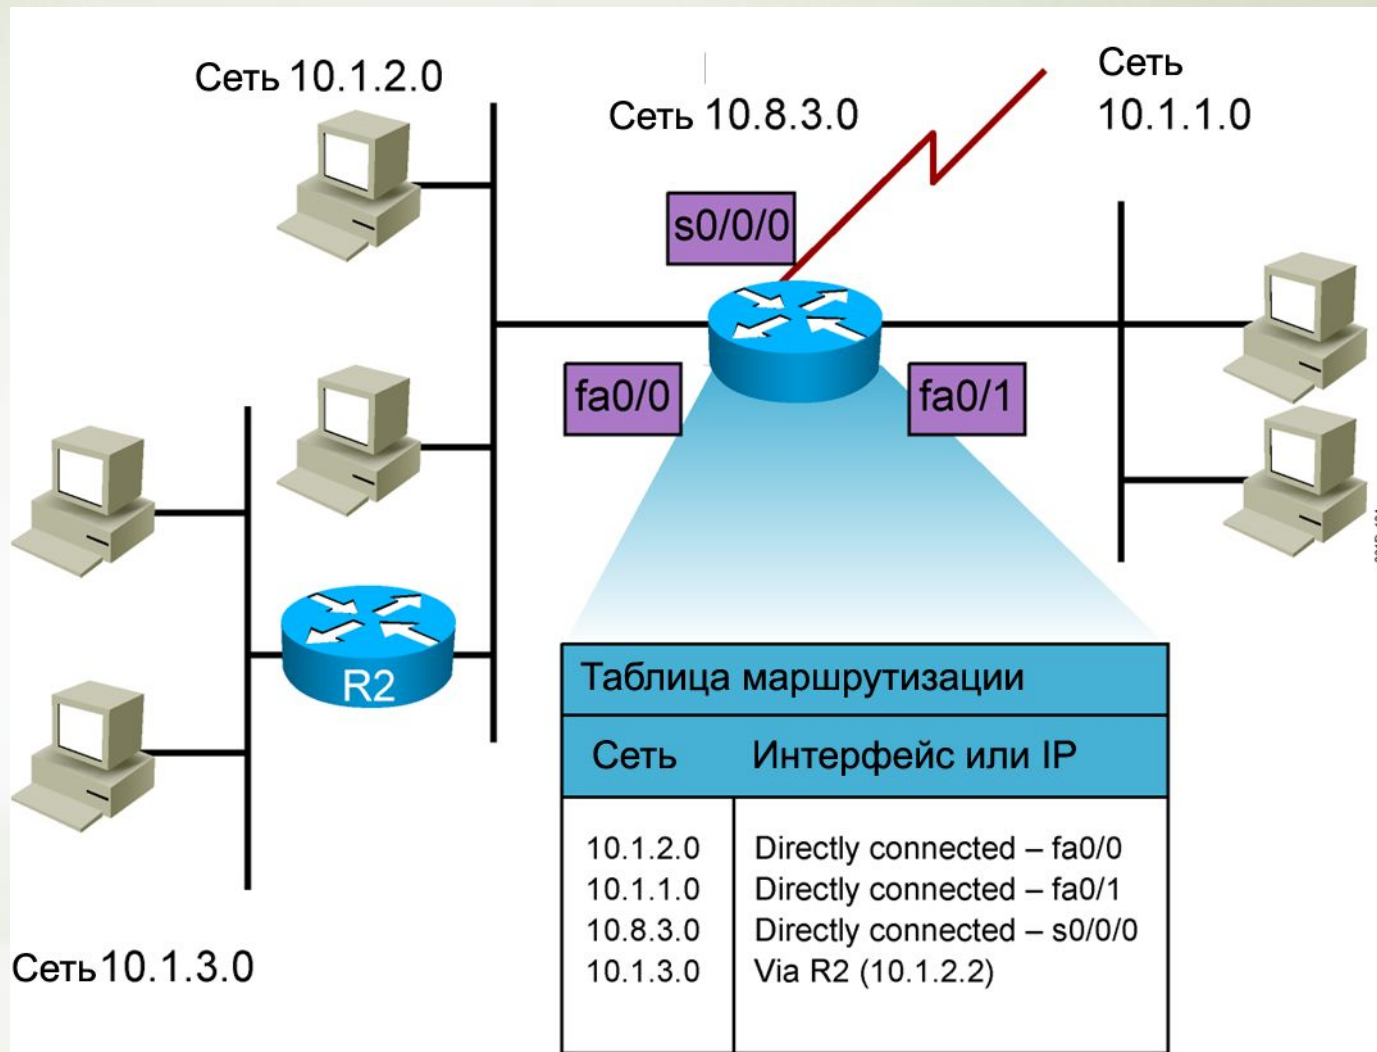 Сеть 10.1.2.0
Сеть 10.8.3.0
Сеть
10.1.1.0
s0/0/0
fa0/0
fa0/1
R2
Сеть 10.1.3.0
Таблица маршрутизации
Сеть Интерфейс или IP
10.1.2.0 Directly connected – fa0/0
10.1.1.0 Directly connected – fa0/1
10.8.3.0 Directly connected – s0/0/0
10.1.3.0 Via R2 (10.1.2.2)